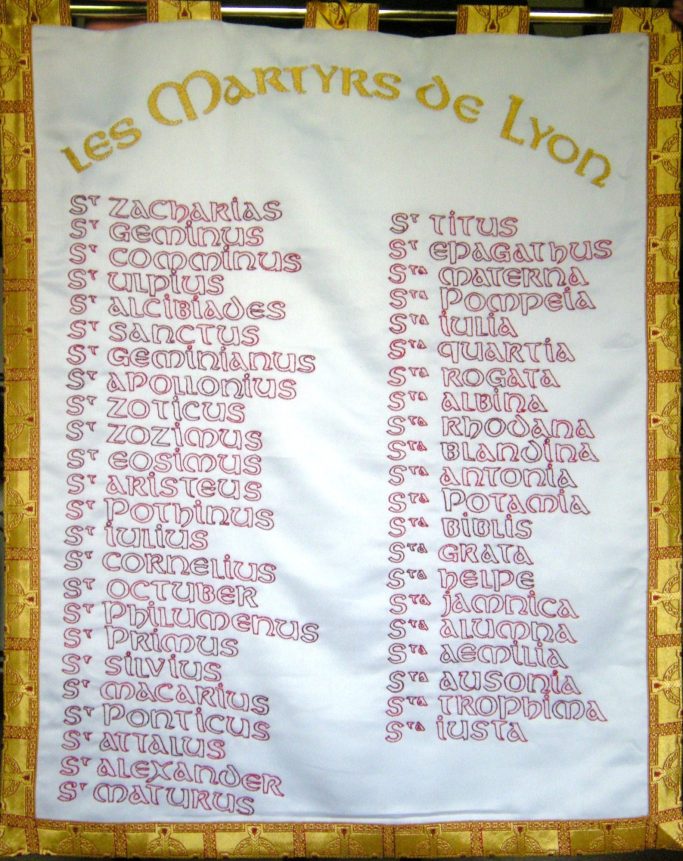 Les Martyrs de Lyon
St Zacharias
St Geminus
St Comminus
St Ulpius
St Alcibiades
St Sanctus
St Geminianus
St Apollonius
St Zoticus
St Zozimus
St Eosimus
St Aristeus
St Pothinus
St Iulius
St Cornelius
St Octuber
St Philumenus
St Primus
St Silvius
St Macarius
St Ponticus
St Attalus
St Alexander
St Maturus
St Titus
St Epagathus
Sta Materna
Sta Pompeia
Sta Iulia
Sta Quartia
Sta Rogata
Sta Albina
Sta Rhodana
Sta Blandina
Sta Antonia
Sta Potamia
Sta Biblis
Sta Grata
Sta Helpe
Sta Jamnica
Sta Alumna
Sta Aemilia
Sta Ausonia
Sta Trophima
Sta Iusta